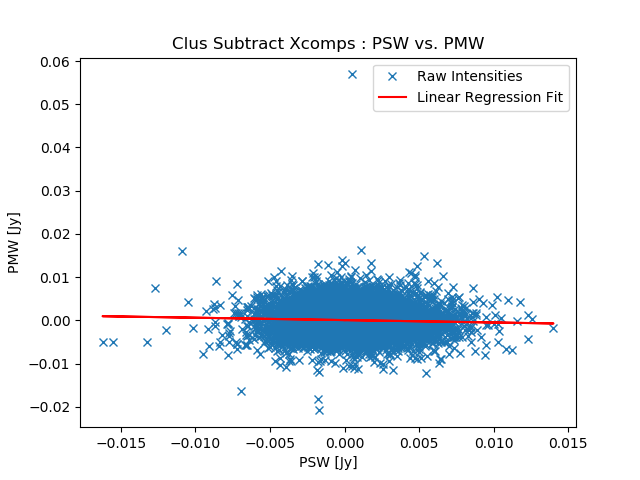 Clus Subtract Xcomps : PSW vs. PMW
Raw Intensities
Linear Regression Fit
0.06
0.05
0.04
0.03
0.02
0.01
0.00
−0.01
−0.02
PMW [Jy]
−0.015 −0.010 −0.005 0.000 0.005 0.010 0.015
PSW [Jy]